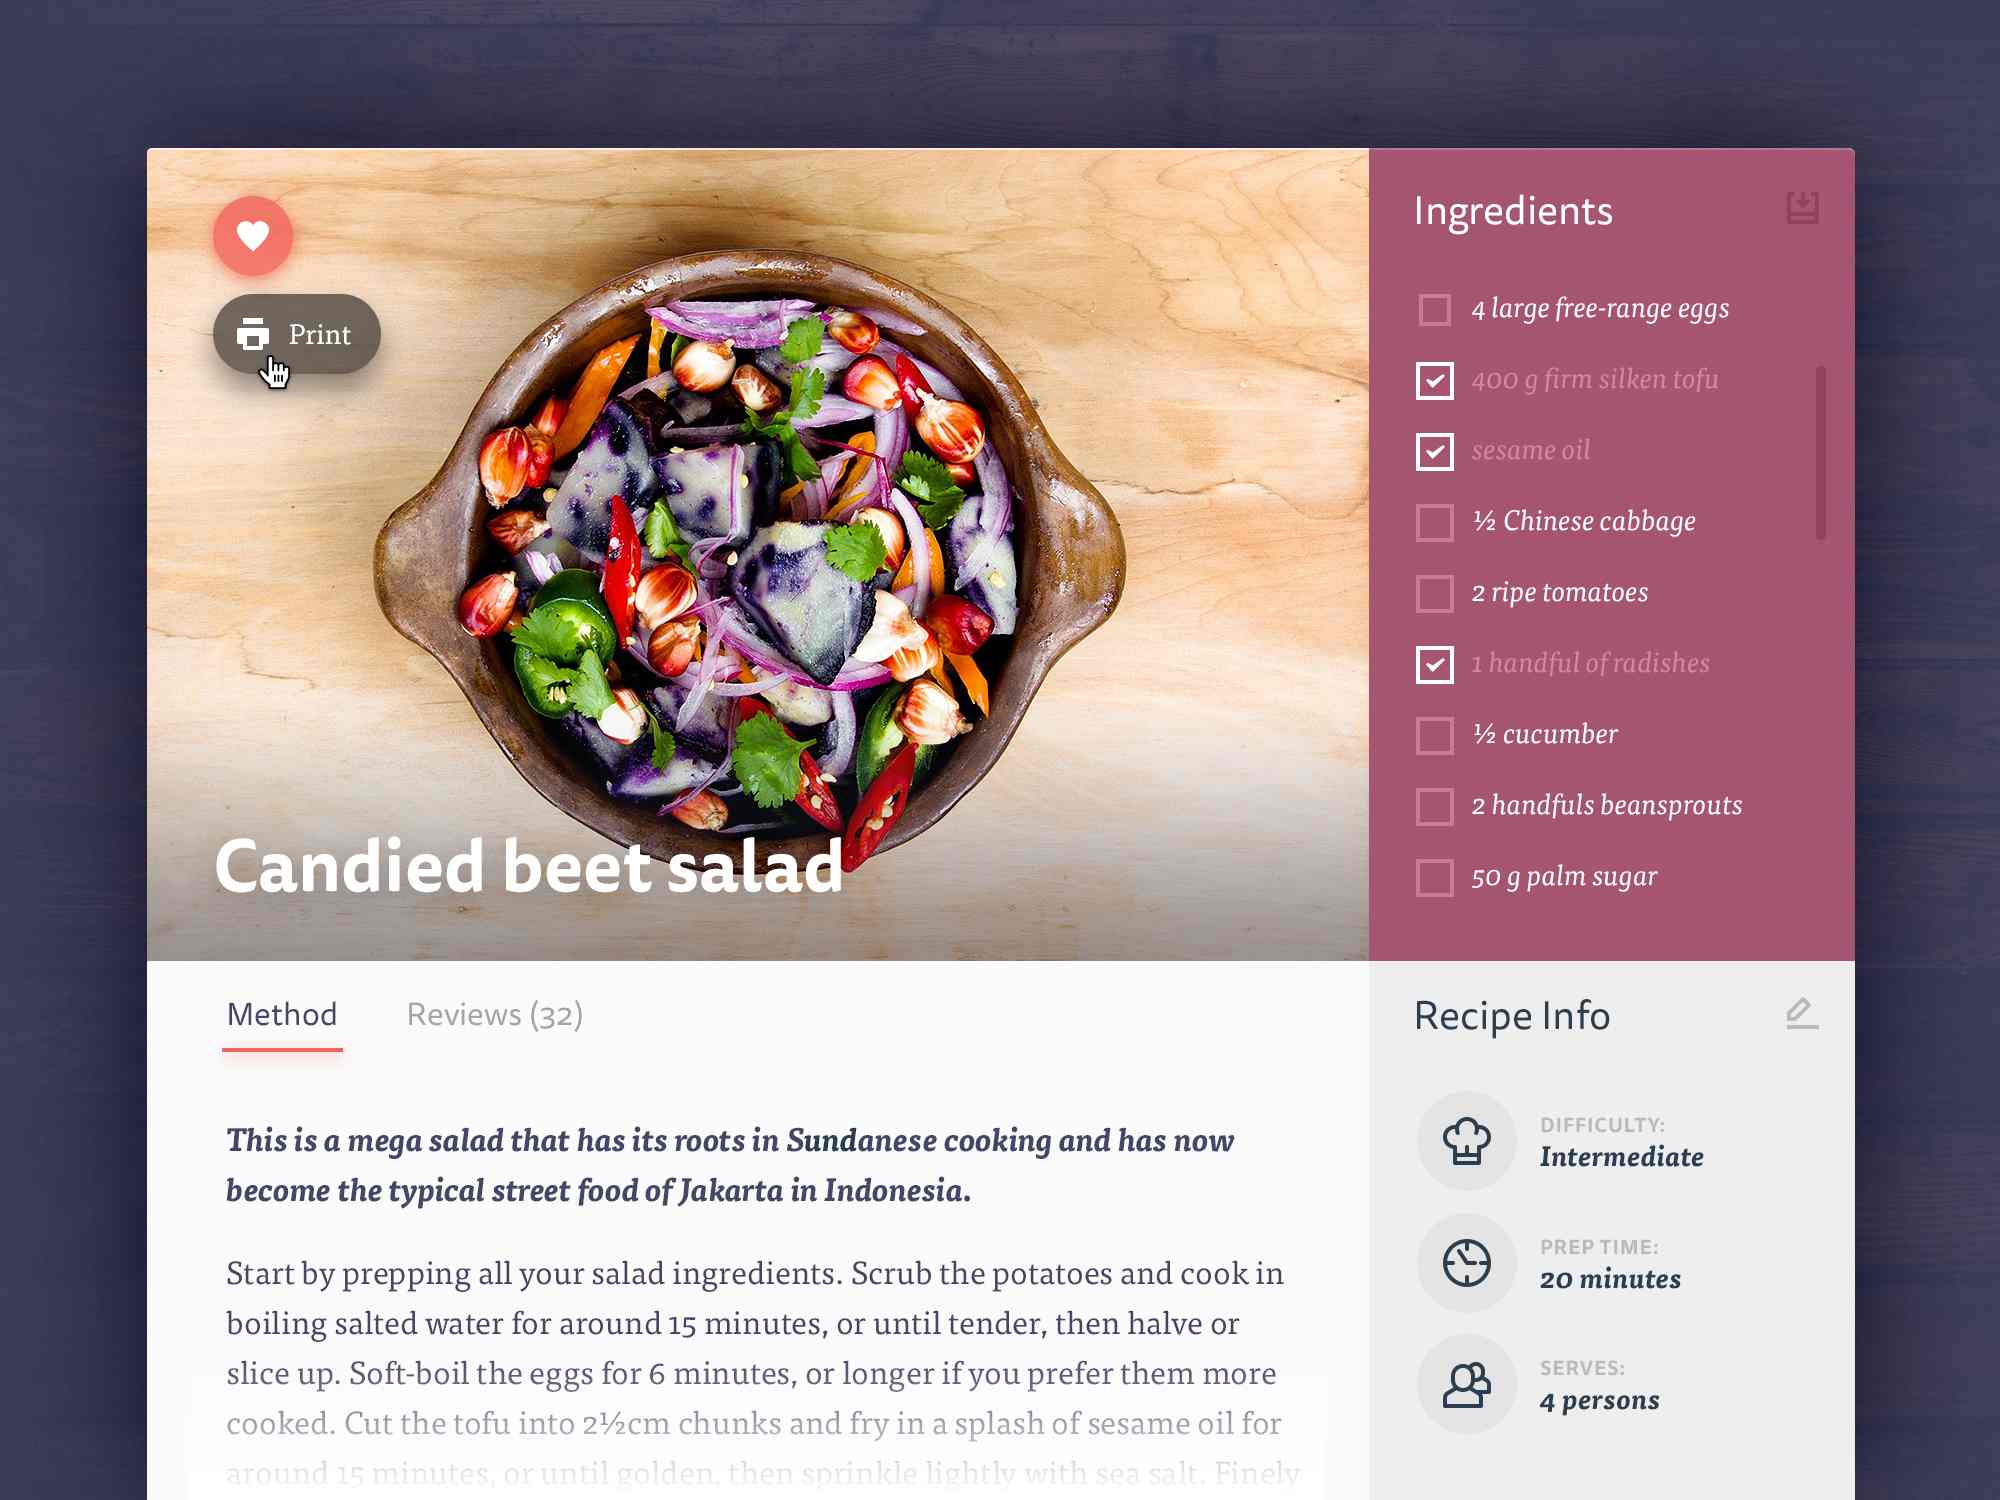 Print
Candied beet salad
Ingredients
4 large free-range eggs
400 g firm silken tofu
sesame oil
½ Chinese cabbage
2 ripe tomatoes
1 handful of radishes
½ cucumber
2 handfuls beansprouts
50 g palm sugar
Method
Reviews (32)
This is a mega salad that has its roots in Sundanese cooking and has now
become the typical street food of Jakarta in Indonesia.
Start by prepping all your salad ingredients. Scrub the potatoes and cook in
boiling salted water for around 15 minutes, or until tender, then halve or
slice up. Soft-boil the eggs for 6 minutes, or longer if you prefer them more
cooked. Cut the tofu into 2½cm chunks and fry in a splash of sesame oil for
around 15 minutes, or until golden, then sprinkle lightly with sea salt. Finely
Recipe Info
DIFFICULTY:
Intermediate
PREP TIME:
20 minutes
SERVES:
4 persons